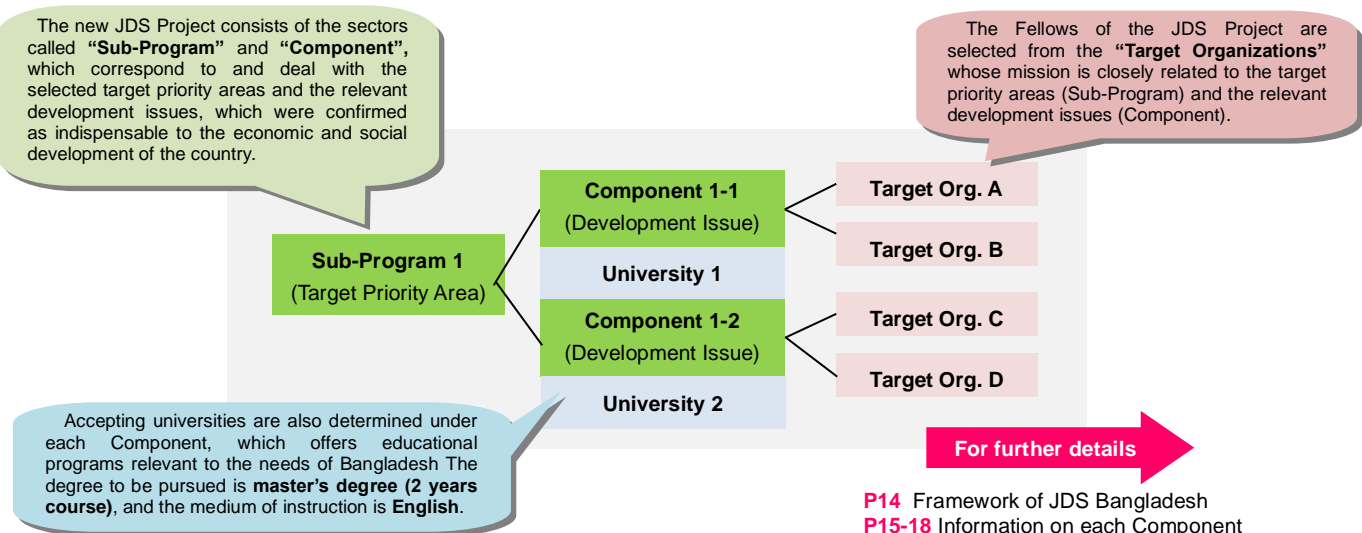 The new JDS Project consists of the sectors
called “Sub-Program” and “Component”,
which correspond to and deal with the
selected target priority areas and the relevant
development issues, which were confirmed
as indispensable to the economic and social
development of the country.
The Fellows of the JDS Project are
selected from the “Target Organizations”
whose mission is closely related to the target
priority areas (Sub-Program) and the relevant
development issues (Component).
Sub-Program 1
(Target Priority Area)
Component 1-1
(Development Issue)
University 1
Component 1-2
(Development Issue)
University 2
Target Org. A
Target Org. B
Target Org. C
Target Org. D
Accepting universities are also determined under
each Component, which offers educational
programs relevant to the needs of Bangladesh The
degree to be pursued is master’s degree (2 years
course), and the medium of instruction is English.
For further details
P14 Framework of JDS Bangladesh
P15-18 Information on each Component